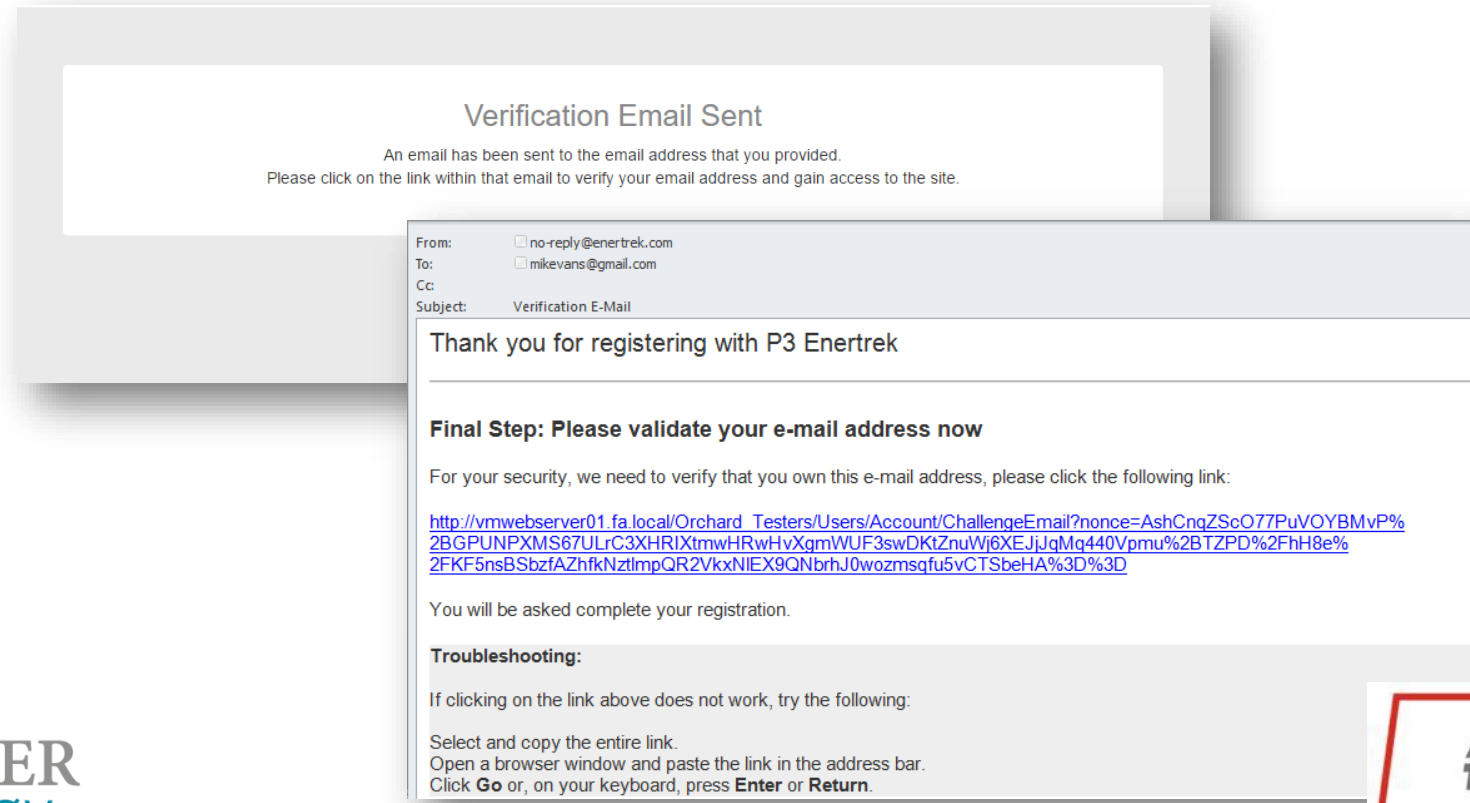 Verification Email Sent
An email has been sent to the email address that you provided.
Please click on the link within that email to verify your email address and gain access to the site.
From: no-reply@enertrek.com
To: mikevans@gmail.com
Cc:
Subject: Verification E-Mail
Thank you for registering with P3 Enertrek
Final Step: Please validate your e-mail address now
For your security, we need to verify that you own this e-mail address, please click the following link:
http://vmwebserver01.fa.local/Orchard_Testers/Users/Account/ChallengeEmail?nonce=AshCnqZScO77PuVOYBMvP%
2BGPUNPXMS67ULrC3XHRIXtmwHRwHvXgmWUF3swDKtZnuWj6XEJjJqMq440Vpmu%2BTZPD%2FhH8e%
2FKF5nsBSbzfAZhfkNztlmpQR2VkxNlEX9QNbrhJ0wozmsqfu5vCTSbeHA%3D%3D
You will be asked complete your registration.
Troubleshooting:
If clicking on the link above does not work, try the following:
Select and copy the entire link.
Open a browser window and paste the link in the address bar.
Click Go or, on your keyboard, press Enter or Return.
ER